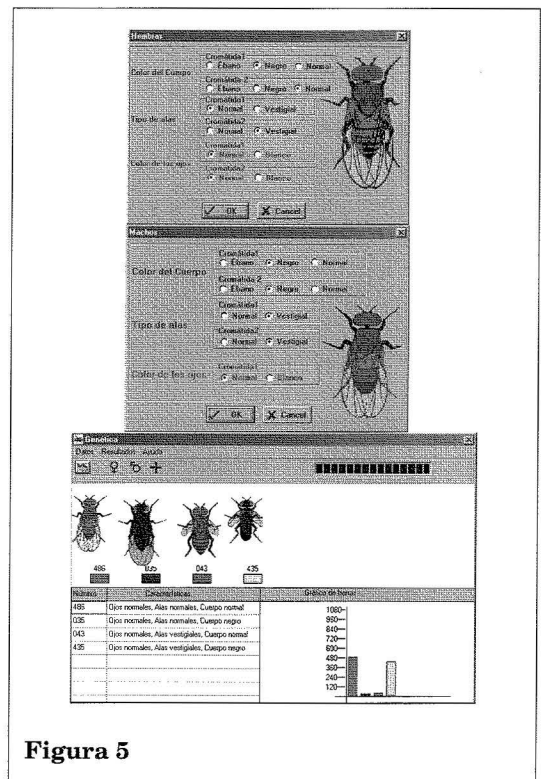 Hembras
Color del Cuerpo
Cromátida1
Ebano Negro Normal
Cromátida 2
Ebano Negro Normal
Tipo de alas
Cromátida1
Normal Vestigial
Cromátida2
Normal Vestigial
Color de los ojos
Cromátida1
Normal Blanco
Cromátida2
Normal Blanco
OK Cancel
Machos
Color del Cuerpo
Cromátida1
Ebano Negro Normal
Cromátida 2
Ebano Negro Normal
Tipo de alas
Cromátida1
Normal Vestigial
Cromátida2
Normal Vestigial
Color de los ojos
Cromátida1
Normal Blanco
OK Cancel
Genética
Datos Resultados Ayuda
486 035 043 435
Número Características Gráfico de barras
486 Ojos normales, Alas normales, Cuerpo normal
035 Ojos normales, Alas normales, Cuerpo negro
043 Ojos normales, Alas vestigiales, Cuerpo normal
435 Ojos normales, Alas vestigiales, Cuerpo negro
1080
960
840
720
600
480
360
240
120
Figura 5